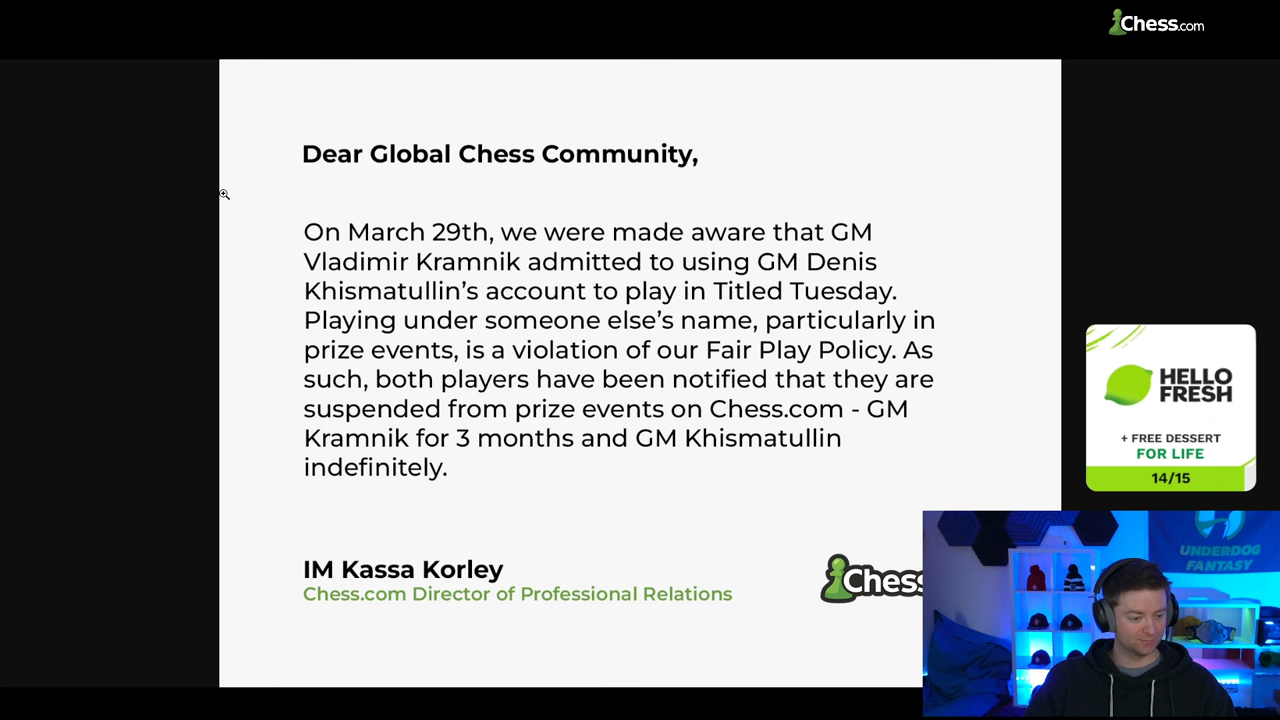 Chess.com
Dear Global Chess Community,
On March 29th, we were made aware that GM
Vladimir Kramnik admitted to using GM Denis
Khismatullin’s account to play in Titled Tuesday.
Playing under someone else’s name, particularly in
prize events, is a violation of our Fair Play Policy. As
such, both players have been notified that they are
suspended from prize events on Chess.com - GM
Kramnik for 3 months and GM Khismatullin
indefinitely.
IM Kassa Korley
Chess.com Director of Professional Relations
Chess
HELLO
FRESH
+ FREE DESSERT
FOR LIFE
14/15
UNDERDOG
FANTASY